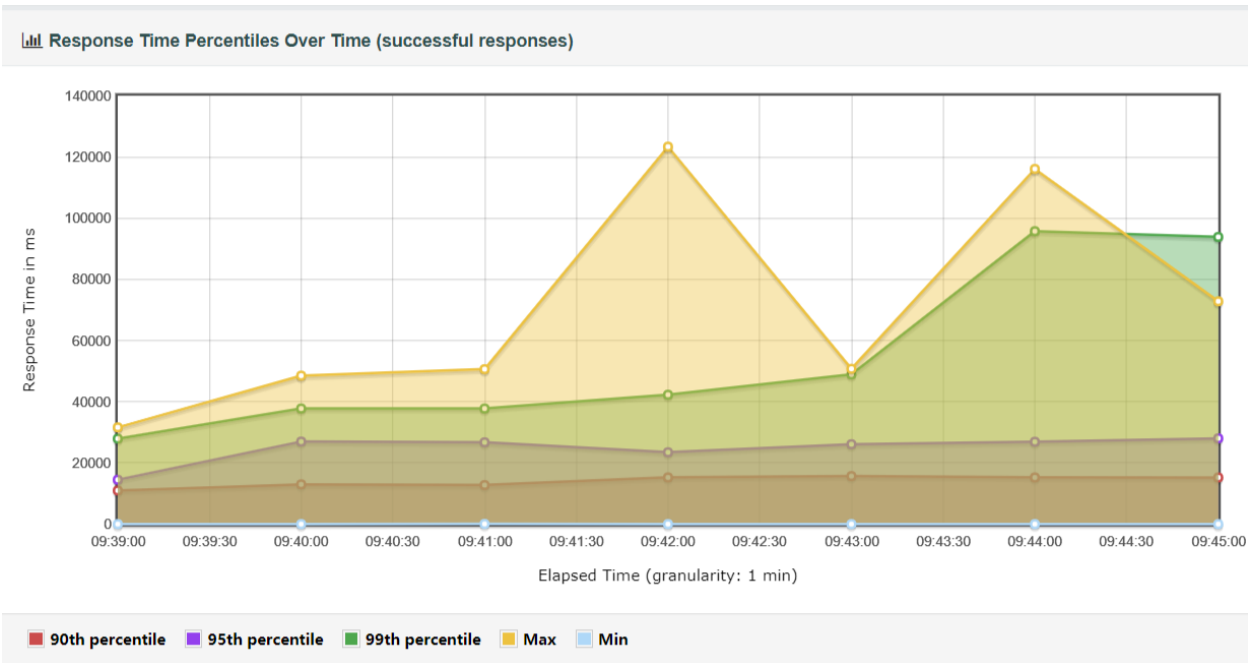 Response Time Percentiles Over Time (successful responses)
140000
120000
100000
80000
60000
40000
20000
0
Response Time in ms
09:39:00 09:39:30 09:40:00 09:40:30 09:41:00 09:41:30 09:42:00 09:42:30 09:43:00 09:43:30 09:44:00 09:44:30 09:45:00
Elapsed Time (granularity: 1 min)
90th percentile 95th percentile 99th percentile Max Min